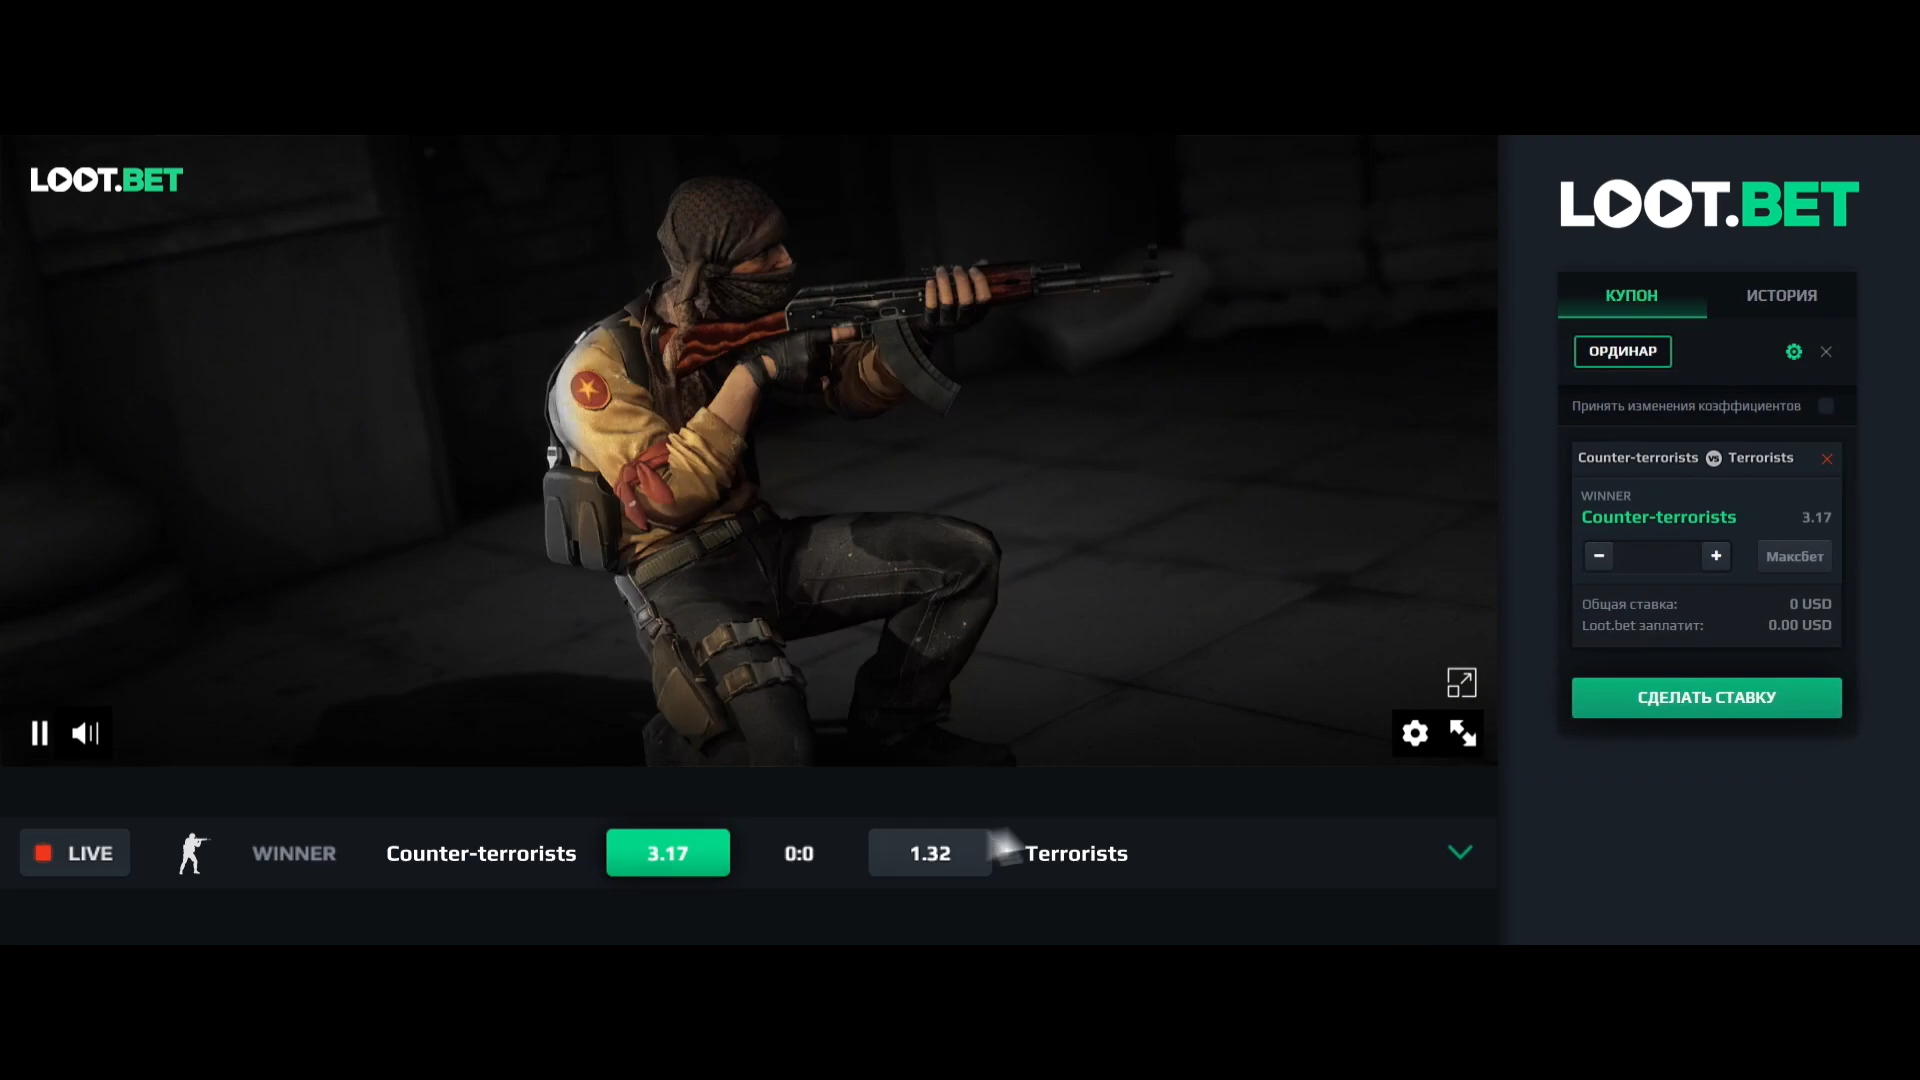 LOOT.BET
LOOT.BET
КУПОН
ИСТОРИЯ
ОРДИНАР
Принять изменения коэффициентов
Counter-terrorists vs Terrorists
WINNER
Counter-terrorists 3.17
- + Максбет
Общая ставка: 0 USD
Loot.bet заплатит: 0.00 USD
СДЕЛАТЬ СТАВКУ
LIVE WINNER Counter-terrorists 3.17 0:0 1.32 Terrorists